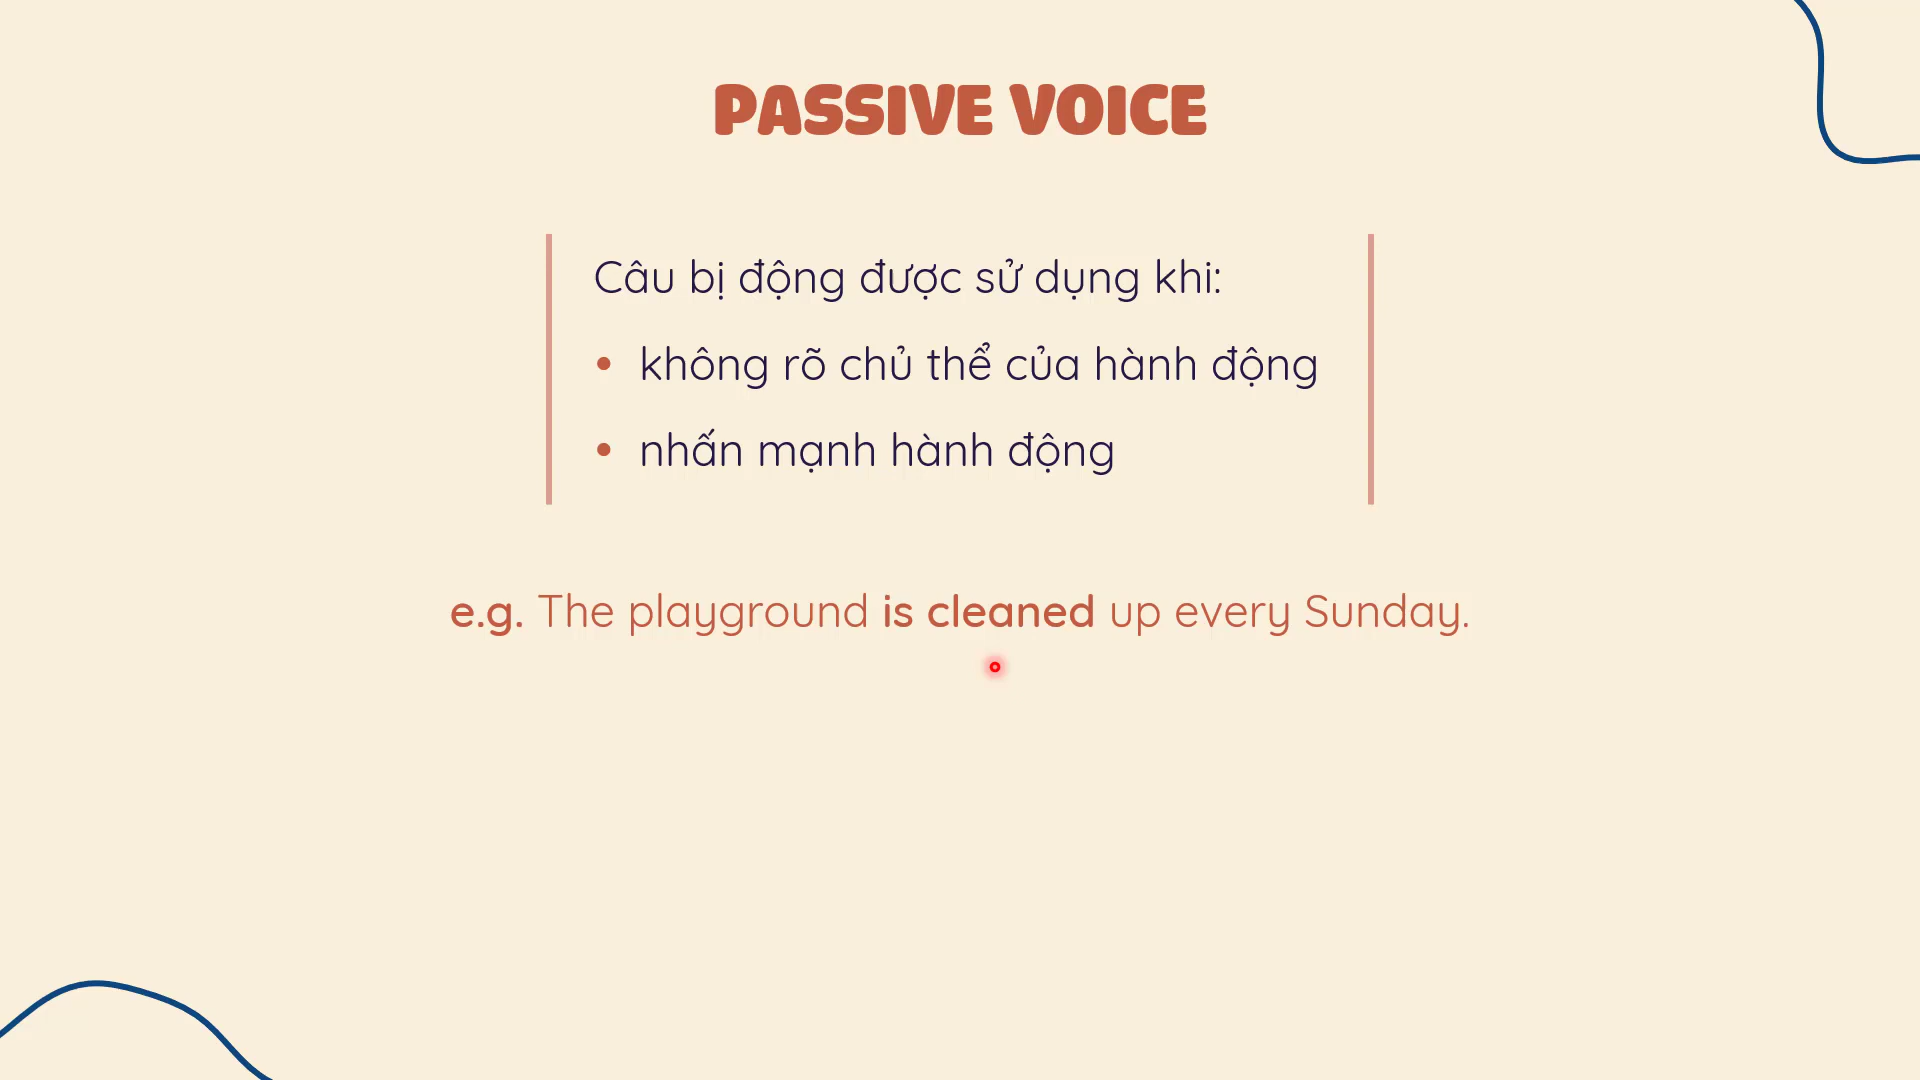 PASSIVE VOICE
Câu bị động được sử dụng khi:
• không rõ chủ thể của hành động
• nhấn mạnh hành động
e.g. The playground is cleaned up every Sunday.